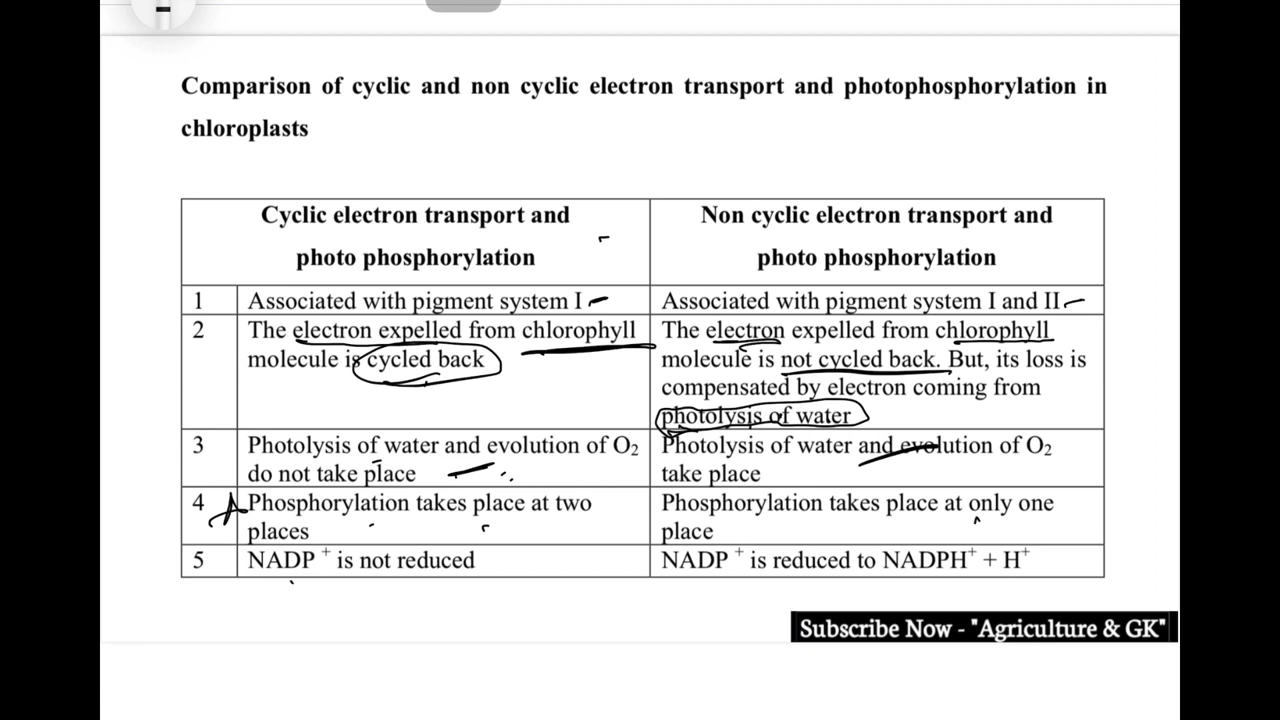 Comparison of cyclic and non cyclic electron transport and photophosphorylation in
chloroplasts
Cyclic electron transport and
photo phosphorylation
Non cyclic electron transport and
photo phosphorylation
1
Associated with pigment system I
Associated with pigment system I and II
2
The electron expelled from chlorophyll
molecule is cycled back
The electron expelled from chlorophyll
molecule is not cycled back. But, its loss is
compensated by electron coming from
photolysis of water
3
Photolysis of water and evolution of O₂
do not take place
Photolysis of water and evolution of O₂
take place
4
Phosphorylation takes place at two
places
Phosphorylation takes place at only one
place
5
NADP ⁺ is not reduced
NADP ⁺ is reduced to NADPH⁺ + H⁺
Subscribe Now - "Agriculture & GK"